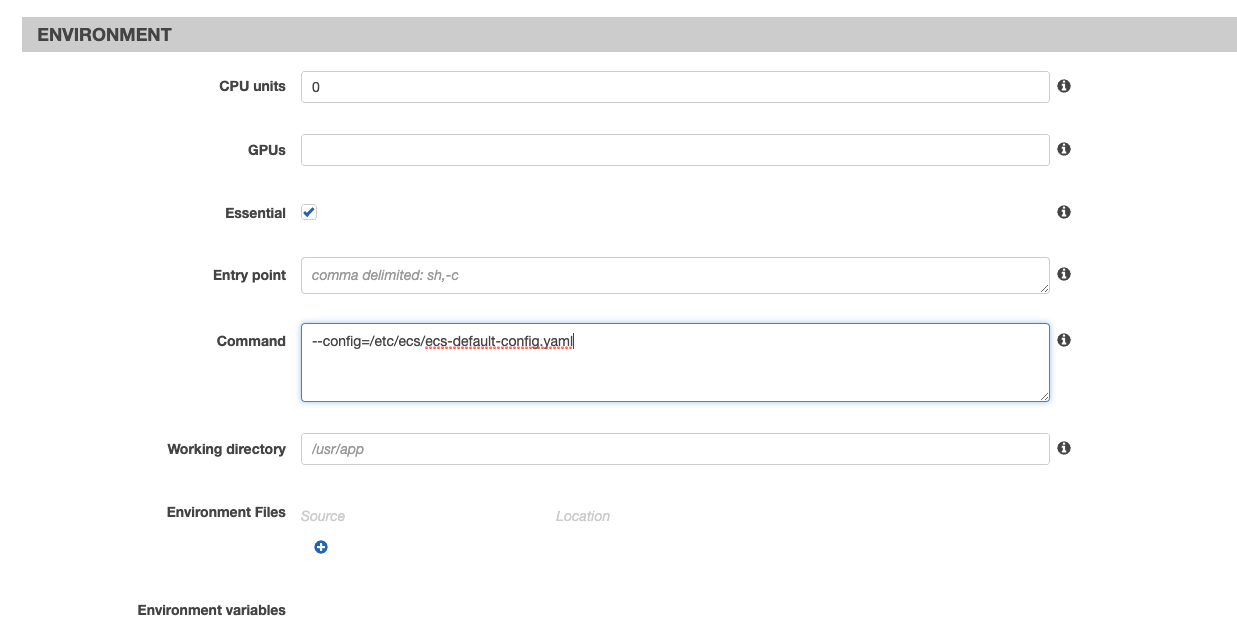 ENVIRONMENT
CPU units 0
GPUs
Essential
Entry point comma delimited: sh,-c
Command --config=/etc/ecs/ecs-default-config.yaml
Working directory /usr/app
Environment Files Source Location
Environment variables